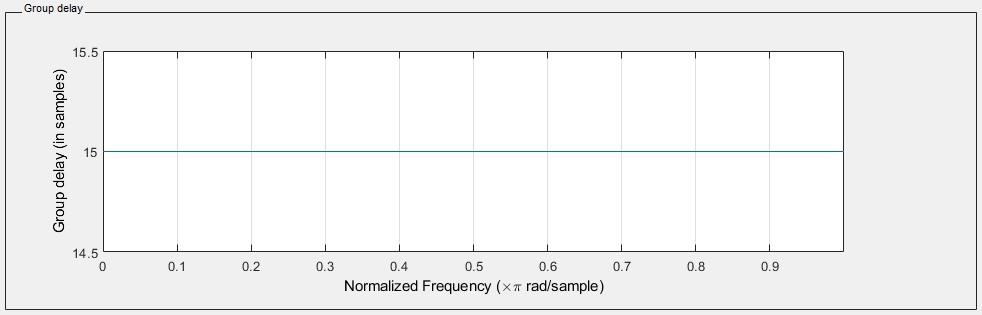 Group delay
Group delay (in samples)
15.5
15
14.5
0 0.1 0.2 0.3 0.4 0.5 0.6 0.7 0.8 0.9
Normalized Frequency (×π rad/sample)